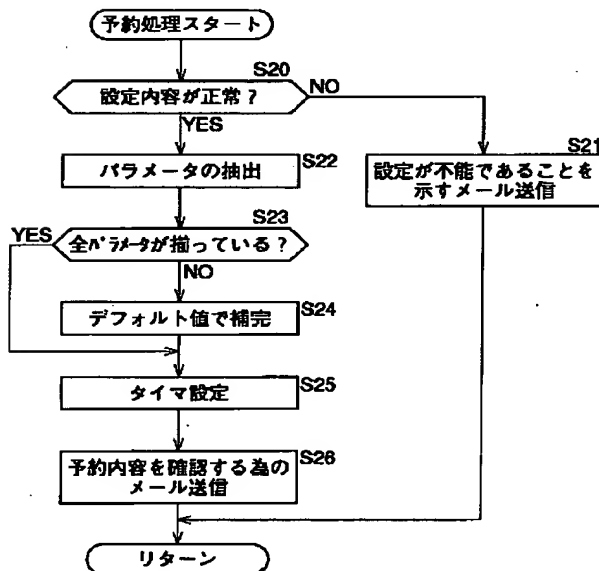 予約処理スタート
S20
設定内容が正常？
NO
YES
S21
S22
パラメータの抽出
設定が不能であることを
示すメール送信
S23
YES
全パラメータが揃っている？
NO
S24
デフォルト値で補完
S25
タイマ設定
S26
予約内容を確認する為の
メール送信
リターン